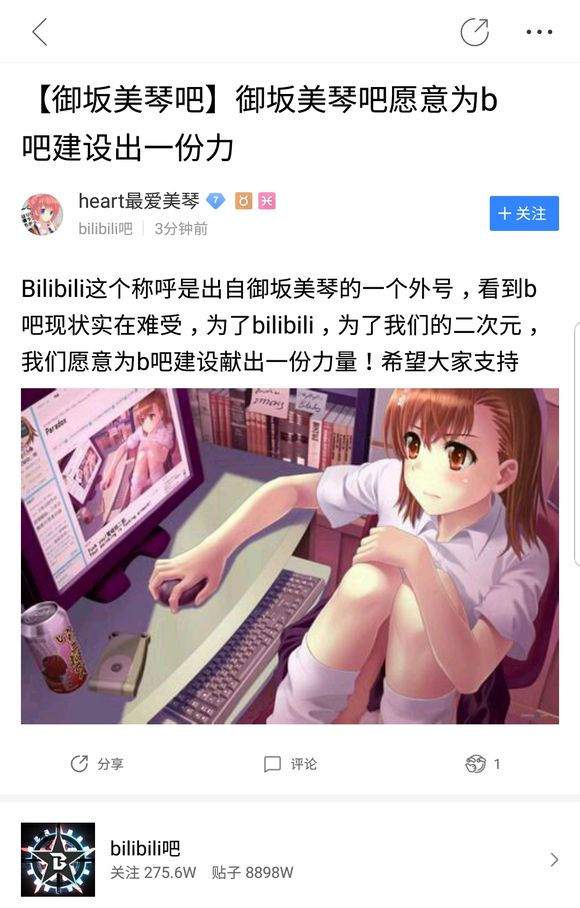 【御坂美琴吧】御坂美琴吧愿意为b
吧建设出一份力
heart最爱美琴 7
bilibili吧 3分钟前
+ 关注
Bilibili这个称呼是出自御坂美琴的一个外号，看到b
吧现状实在难受，为了bilibili，为了我们的二次元，
我们愿意为b吧建设献出一份力量！希望大家支持
Paradox
分享
评论
1
bilibili吧
关注 275.6W 贴子 8898W